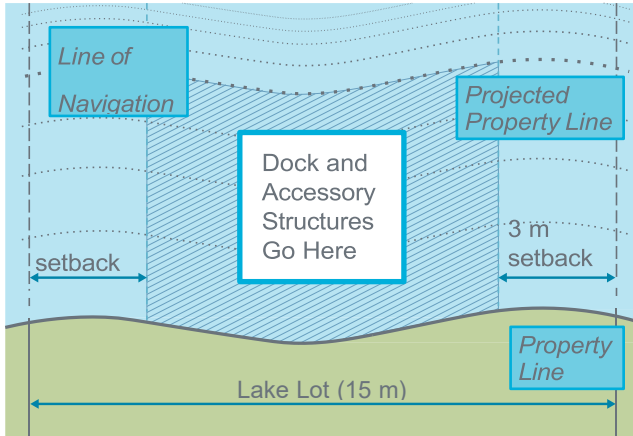 Line of
Navigation
Projected
Property Line
Dock and
Accessory
Structures
Go Here
3 m
setback
setback
Property
Line
Lake Lot (15 m)